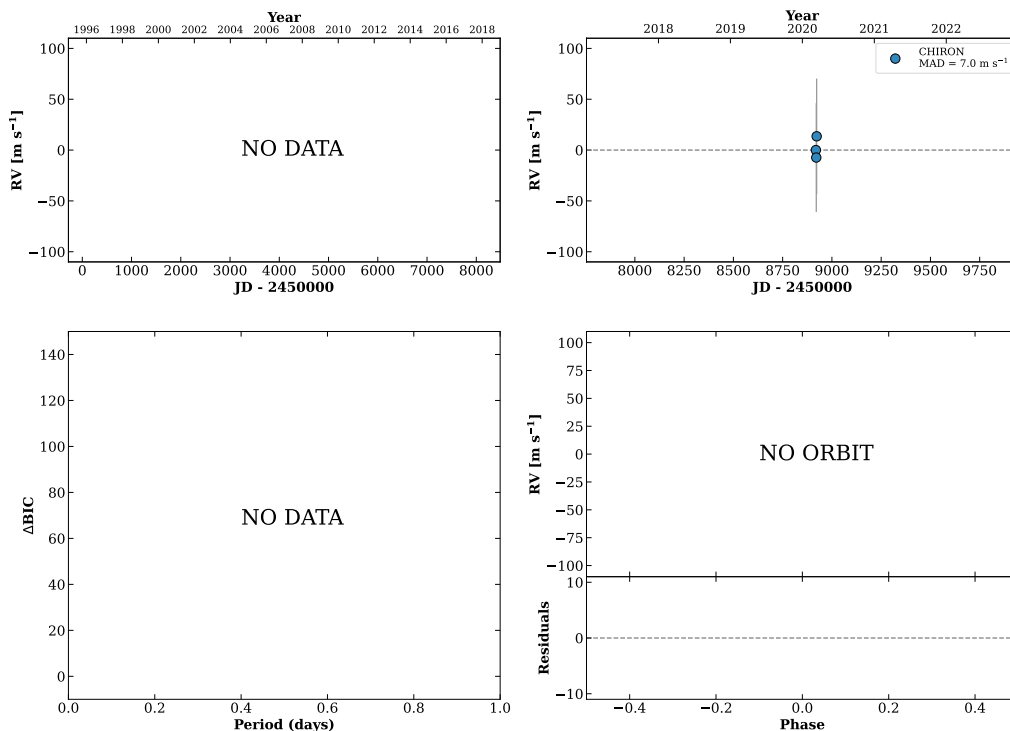 Year
1996 1998 2000 2002 2004 2006 2008 2010 2012 2014 2016 2018
100
50
0
−50
−100
RV [m s−1]
NO DATA
0 1000 2000 3000 4000 5000 6000 7000 8000
JD - 2450000
Year
2018 2019 2020 2021 2022
100
50
0
−50
−100
RV [m s−1]
CHIRON
MAD = 7.0 m s−1
8000 8250 8500 8750 9000 9250 9500 9750
JD - 2450000
140
120
100
80
60
40
20
0
ΔBIC
NO DATA
0.0 0.2 0.4 0.6 0.8 1.0
Period (days)
100
75
50
25
0
−25
−50
−75
−100
RV [m s−1]
NO ORBIT
10
0
−10
Residuals
−0.4 −0.2 0.0 0.2 0.4
Phase